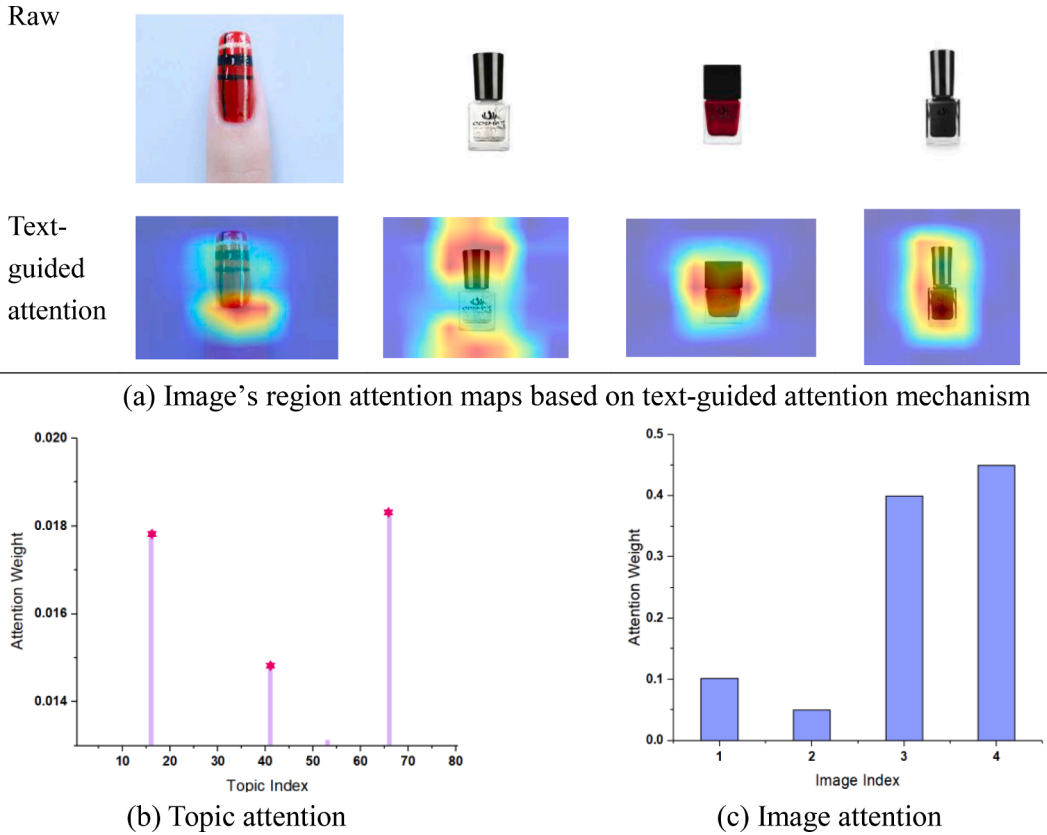 Raw
Text-
guided
attention
(a) Image’s region attention maps based on text-guided attention mechanism
0.020
0.018
0.016
0.014
Attention Weight
10 20 30 40 50 60 70 80
Topic Index
(b) Topic attention
0.5
0.4
0.3
0.2
0.1
0.0
Attention Weight
1 2 3 4
Image Index
(c) Image attention